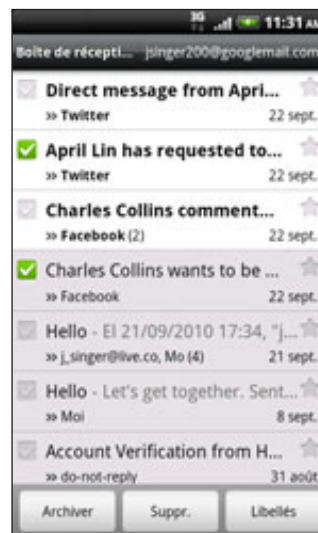 3G 11:31 AM
Boîte de récepti... jsinger200@googlemail.com
Direct message from Apri...
» Twitter 22 sept.
April Lin has requested to...
» Twitter 22 sept.
Charles Collins comment...
» Facebook (2) 22 sept.
Charles Collins wants to be ...
» Facebook 22 sept.
Hello - El 21/09/2010 17:34, "j...
» j_singer@live.co, Mo (4) 21 sept.
Hello - Let's get together. Sent...
» Moi 8 sept.
Account Verification from H...
» do-not-reply 31 août
Archiver Suppr. Libellés